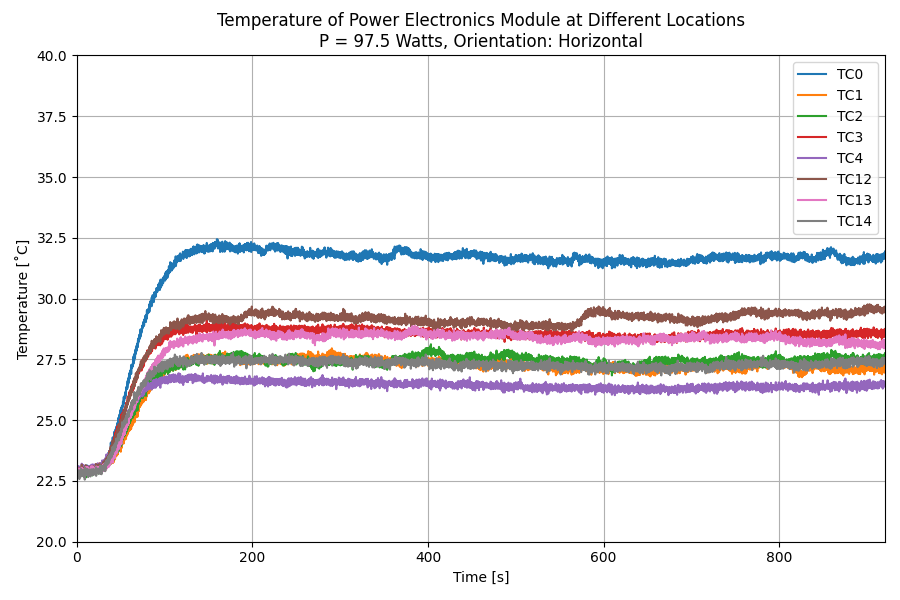 Temperature of Power Electronics Module at Different Locations
P = 97.5 Watts, Orientation: Horizontal
40.0
37.5
35.0
32.5
30.0
27.5
25.0
22.5
20.0
Temperature [˚C]
TC0
TC1
TC2
TC3
TC4
TC12
TC13
TC14
0 200 400 600 800
Time [s]